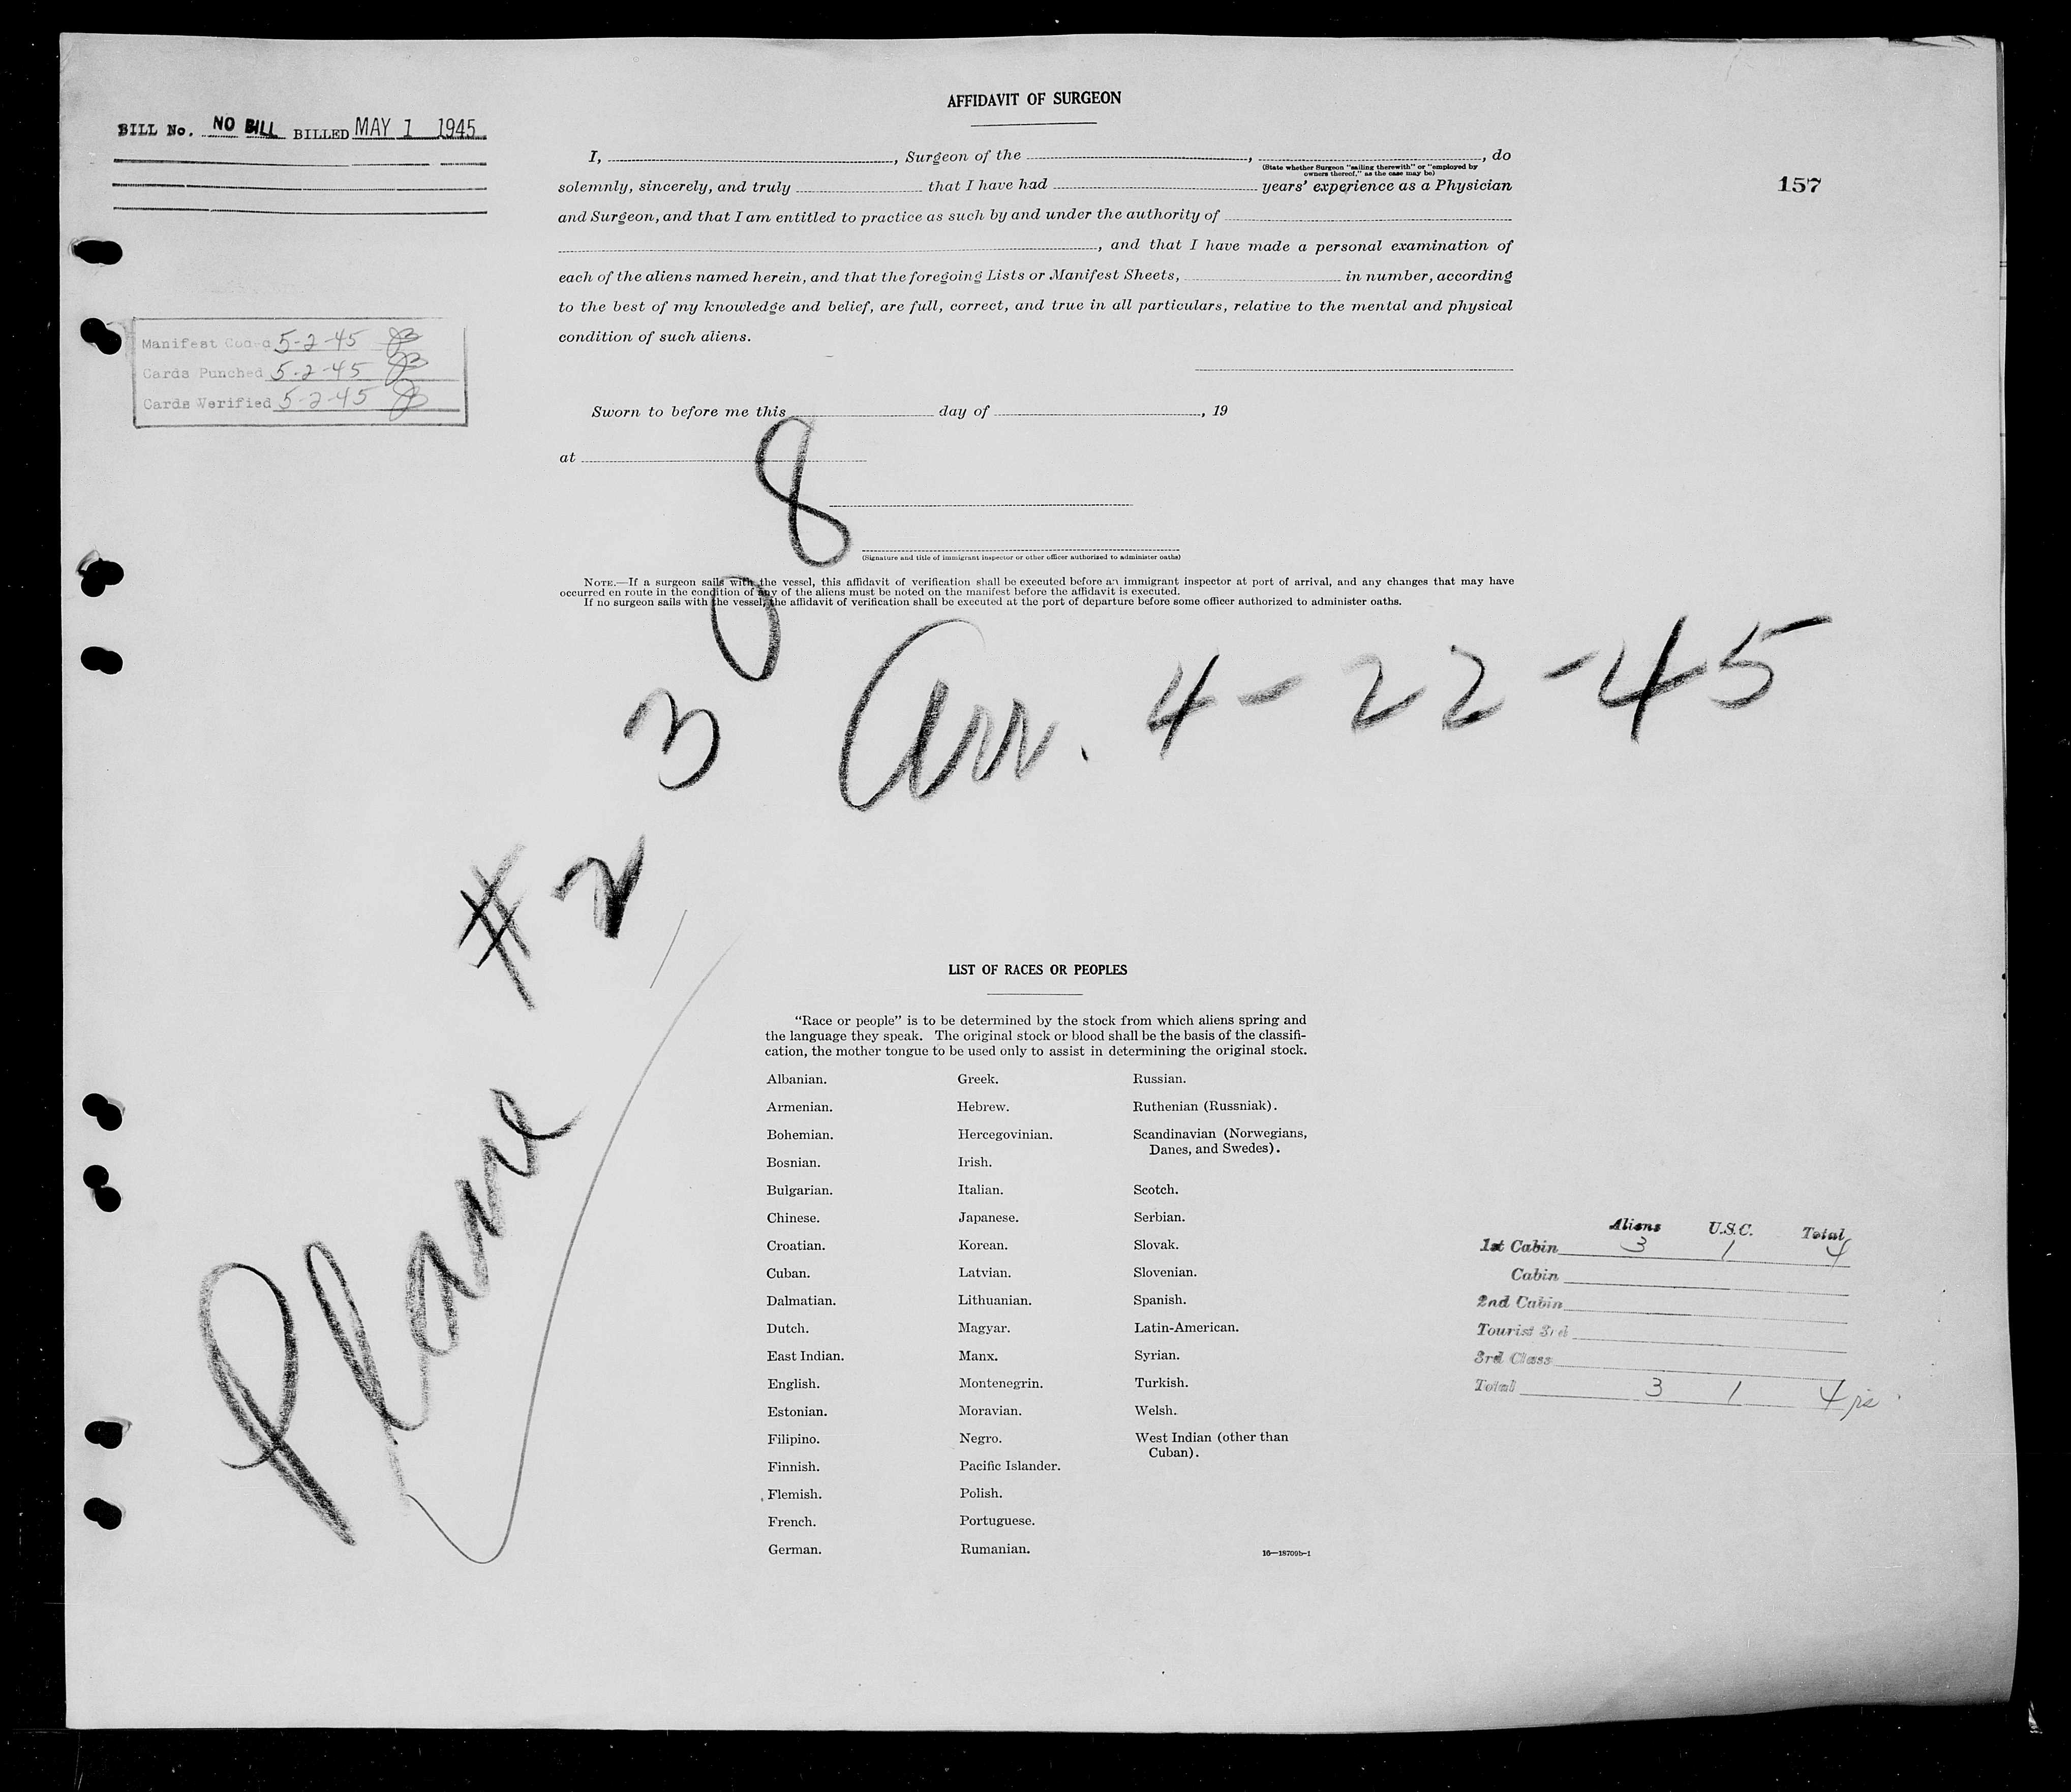 AFFIDAVIT OF SURGEON
BILL No. NO BILL BILLED MAY 1 1945
I, , Surgeon of the , , do
(State whether Surgeon "sailing therewith" or "employed by
owners thereof," as the case may be)
solemnly, sincerely, and truly that I have had years' experience as a Physician
157
and Surgeon, and that I am entitled to practice as such by and under the authority of
, and that I have made a personal examination of
each of the aliens named herein, and that the foregoing Lists or Manifest Sheets, in number, according
to the best of my knowledge and belief, are full, correct, and true in all particulars, relative to the mental and physical
condition of such aliens.
Manifest Coded 5-2-45
Cards Punched 5-2-45
Cards Verified 5-2-45
Sworn to before me this day of , 19
at
(Signature and title of immigrant inspector or other officer authorized to administer oaths)
NOTE.—If a surgeon sails with the vessel, this affidavit of verification shall be executed before an immigrant inspector at port of arrival, and any changes that may have
occurred en route in the condition of any of the aliens must be noted on the manifest before the affidavit is executed.
If no surgeon sails with the vessel, the affidavit of verification shall be executed at the port of departure before some officer authorized to administer oaths.
Plane #2308
Arr. 4-22-45
LIST OF RACES OR PEOPLES
"Race or people" is to be determined by the stock from which aliens spring and
the language they speak. The original stock or blood shall be the basis of the classifi-
cation, the mother tongue to be used only to assist in determining the original stock.
Albanian.
Armenian.
Bohemian.
Bosnian.
Bulgarian.
Chinese.
Croatian.
Cuban.
Dalmatian.
Dutch.
East Indian.
English.
Estonian.
Filipino.
Finnish.
Flemish.
French.
German.
Greek.
Hebrew.
Hercegovinian.
Irish.
Italian.
Japanese.
Korean.
Latvian.
Lithuanian.
Magyar.
Manx.
Montenegrin.
Moravian.
Negro.
Pacific Islander.
Polish.
Portuguese.
Rumanian.
Russian.
Ruthenian (Russniak).
Scandinavian (Norwegians,
Danes, and Swedes).
Scotch.
Serbian.
Slovak.
Slovenian.
Spanish.
Latin-American.
Syrian.
Turkish.
Welsh.
West Indian (other than
Cuban).
16—18709b-1
Aliens U.S.C. Total
1st Cabin 3 1 4
Cabin
2nd Cabin
Tourist 3rd
3rd Class
Total 3 1 4